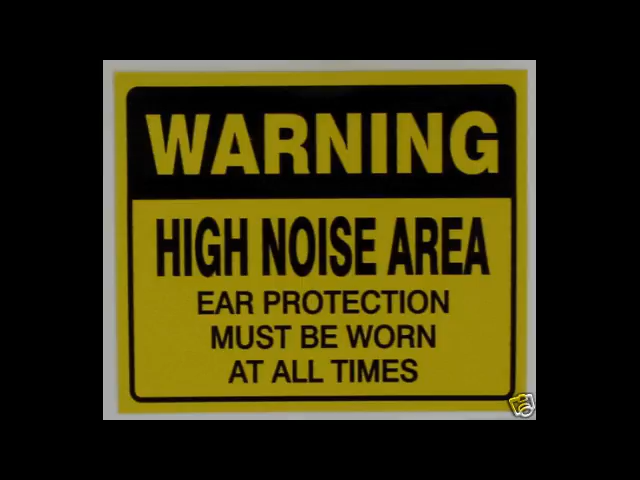 WARNING
HIGH NOISE AREA
EAR PROTECTION
MUST BE WORN
AT ALL TIMES